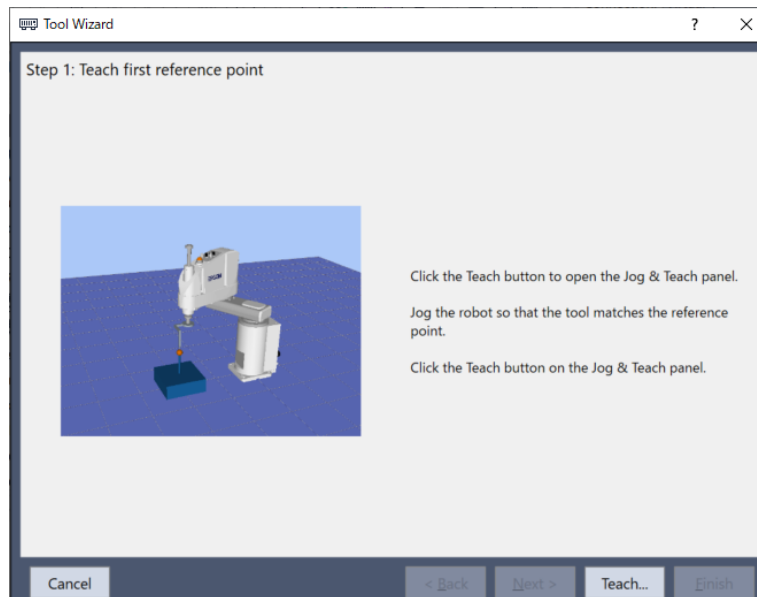 Tool Wizard
?
Step 1: Teach first reference point
Click the Teach button to open the Jog & Teach panel.
Jog the robot so that the tool matches the reference
point.
Click the Teach button on the Jog & Teach panel.
Cancel
< Back
Next >
Teach...
Finish